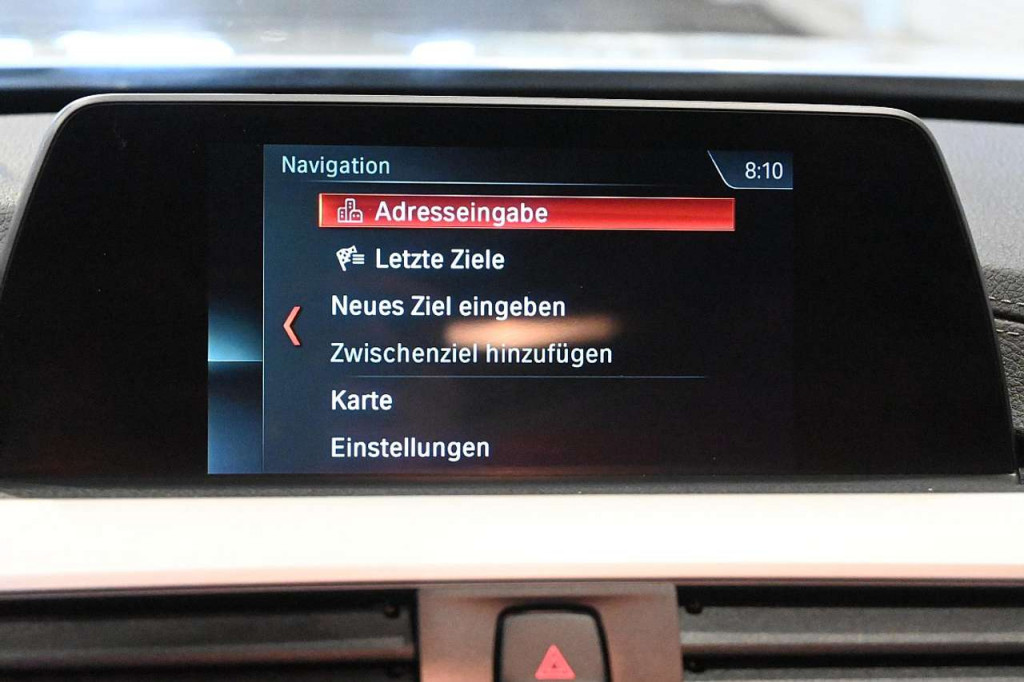 Navigation
8:10
Adresseingabe
Letzte Ziele
Neues Ziel eingeben
Zwischenziel hinzufügen
Karte
Einstellungen